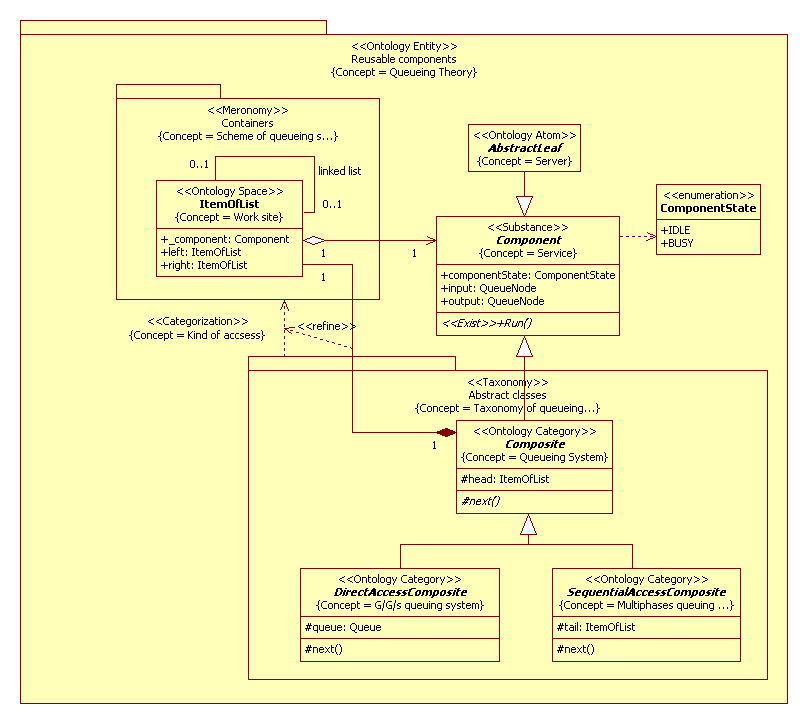 <<Ontology Entity>>
Reusable components
{Concept = Queueing Theory}
<<Meronomy>>
Containers
{Concept = Scheme of queueing s...}
0..1
linked list
0..1
<<Ontology Space>>
ItemOfList
{Concept = Work site}
+_component: Component
+left: ItemOfList
+right: ItemOfList
1
1
1
<<Ontology Atom>>
AbstractLeaf
{Concept = Server}
<<Substance>>
Component
{Concept = Service}
+componentState: ComponentState
+input: QueueNode
+output: QueueNode
<<Exist>>+Run()
<<enumeration>>
ComponentState
+IDLE
+BUSY
<<Categorization>>
{Concept = Kind of accsess}
<<refine>>
<<Taxonomy>>
Abstract classes
{Concept = Taxonomy of queueing...}
1
<<Ontology Category>>
Composite
{Concept = Queueing System}
#head: ItemOfList
#next()
<<Ontology Category>>
DirectAccessComposite
{Concept = G/G/s queuing system}
#queue: Queue
#next()
<<Ontology Category>>
SequentialAccessComposite
{Concept = Multiphases queuing ...}
#tail: ItemOfList
#next()